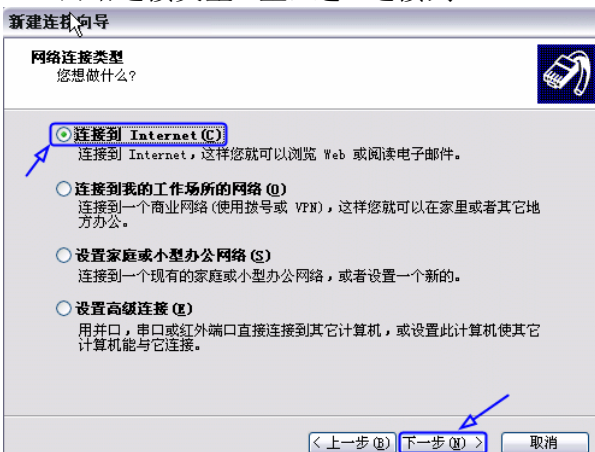 新建连接向导
网络连接类型
您想做什么?
连接到 Internet(C)
连接到 Internet,这样您就可以浏览 Web 或阅读电子邮件。
连接到我的工作场所的网络(O)
连接到一个商业网络(使用拨号或 VPN),这样您就可以在家里或者其它地
方办公。
设置家庭或小型办公网络(S)
连接到一个现有的家庭或小型办公网络,或者设置一个新的。
设置高级连接(E)
用并口,串口或红外端口直接连接到其它计算机,或设置此计算机使其它
计算机能与它连接。
< 上一步(B) 下一步(N) > 取消